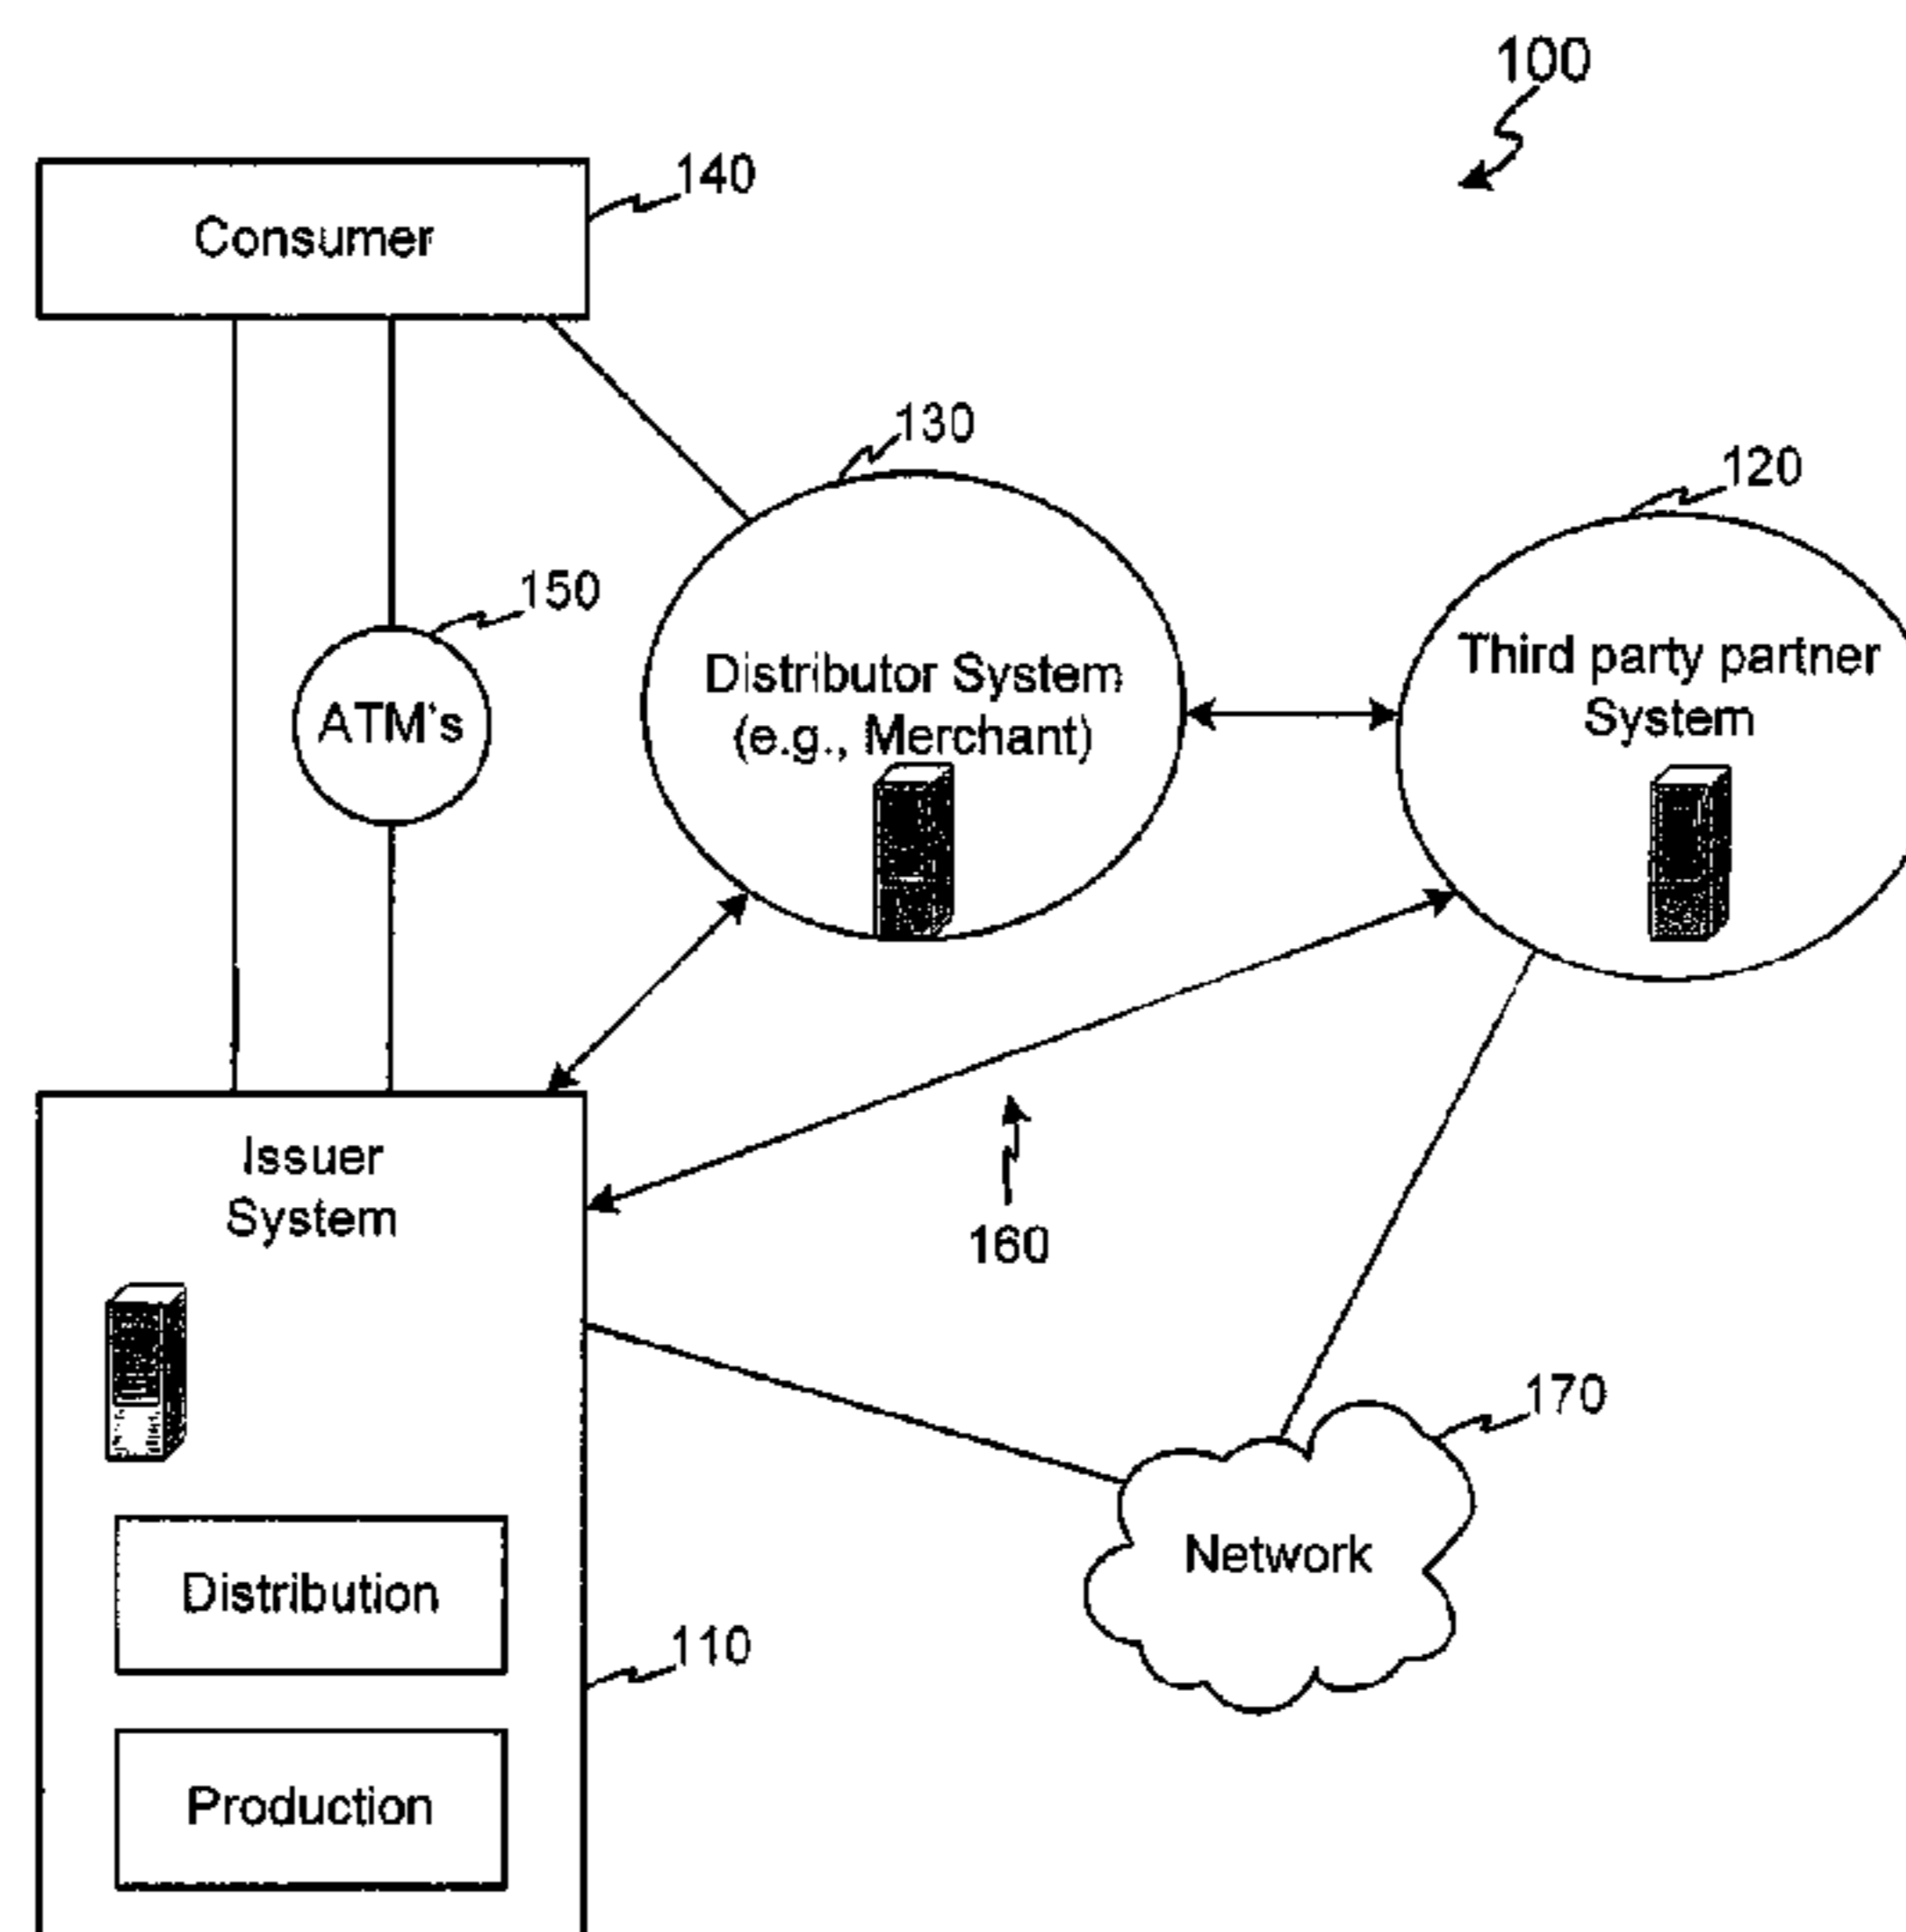 100
140
Consumer
130
120
150
ATM's
Distributor System
(e.g., Merchant)
Third party partner
System
Issuer
System
160
170
Network
Distribution
110
Production